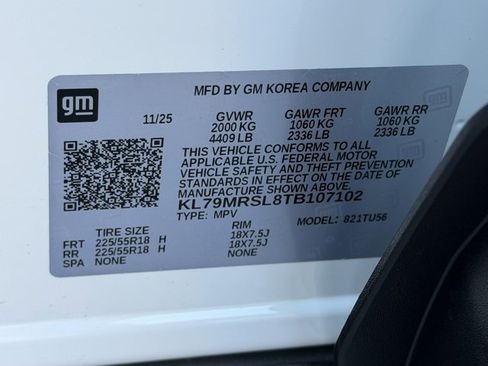 gm
MFD BY GM KOREA COMPANY
11/25 GVWR GAWR FRT GAWR RR
2000 KG 1060 KG 1060 KG
4409 LB 2336 LB 2336 LB
THIS VEHICLE CONFORMS TO ALL
APPLICABLE U.S. FEDERAL MOTOR
VEHICLE SAFETY AND THEFT PREVENTION
STANDARDS IN EFFECT ON THE DATE OF
MANUFACTURE SHOWN ABOVE.
KL79MRSL8TB107102
TYPE: MPV MODEL: 821TU56
TIRE SIZE RIM
FRT 225/55R18 H 18X7.5J
RR 225/55R18 H 18X7.5J
SPA NONE NONE